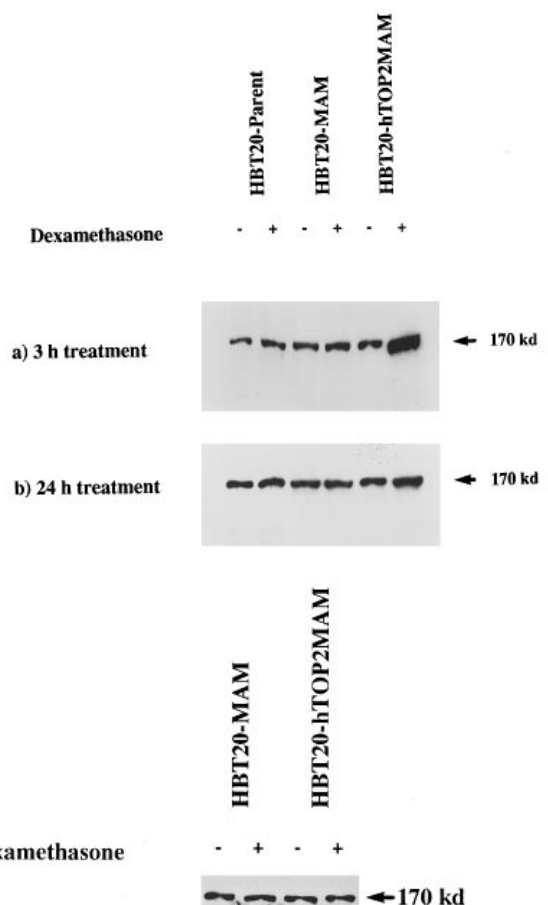 HBT20-Parent
HBT20-MAM
HBT20-hTOP2MAM
Dexamethasone - + - + - +
a) 3 h treatment
170 kd
b) 24 h treatment
170 kd
HBT20-MAM
HBT20-hTOP2MAM
xamethasone - + - +
170 kd